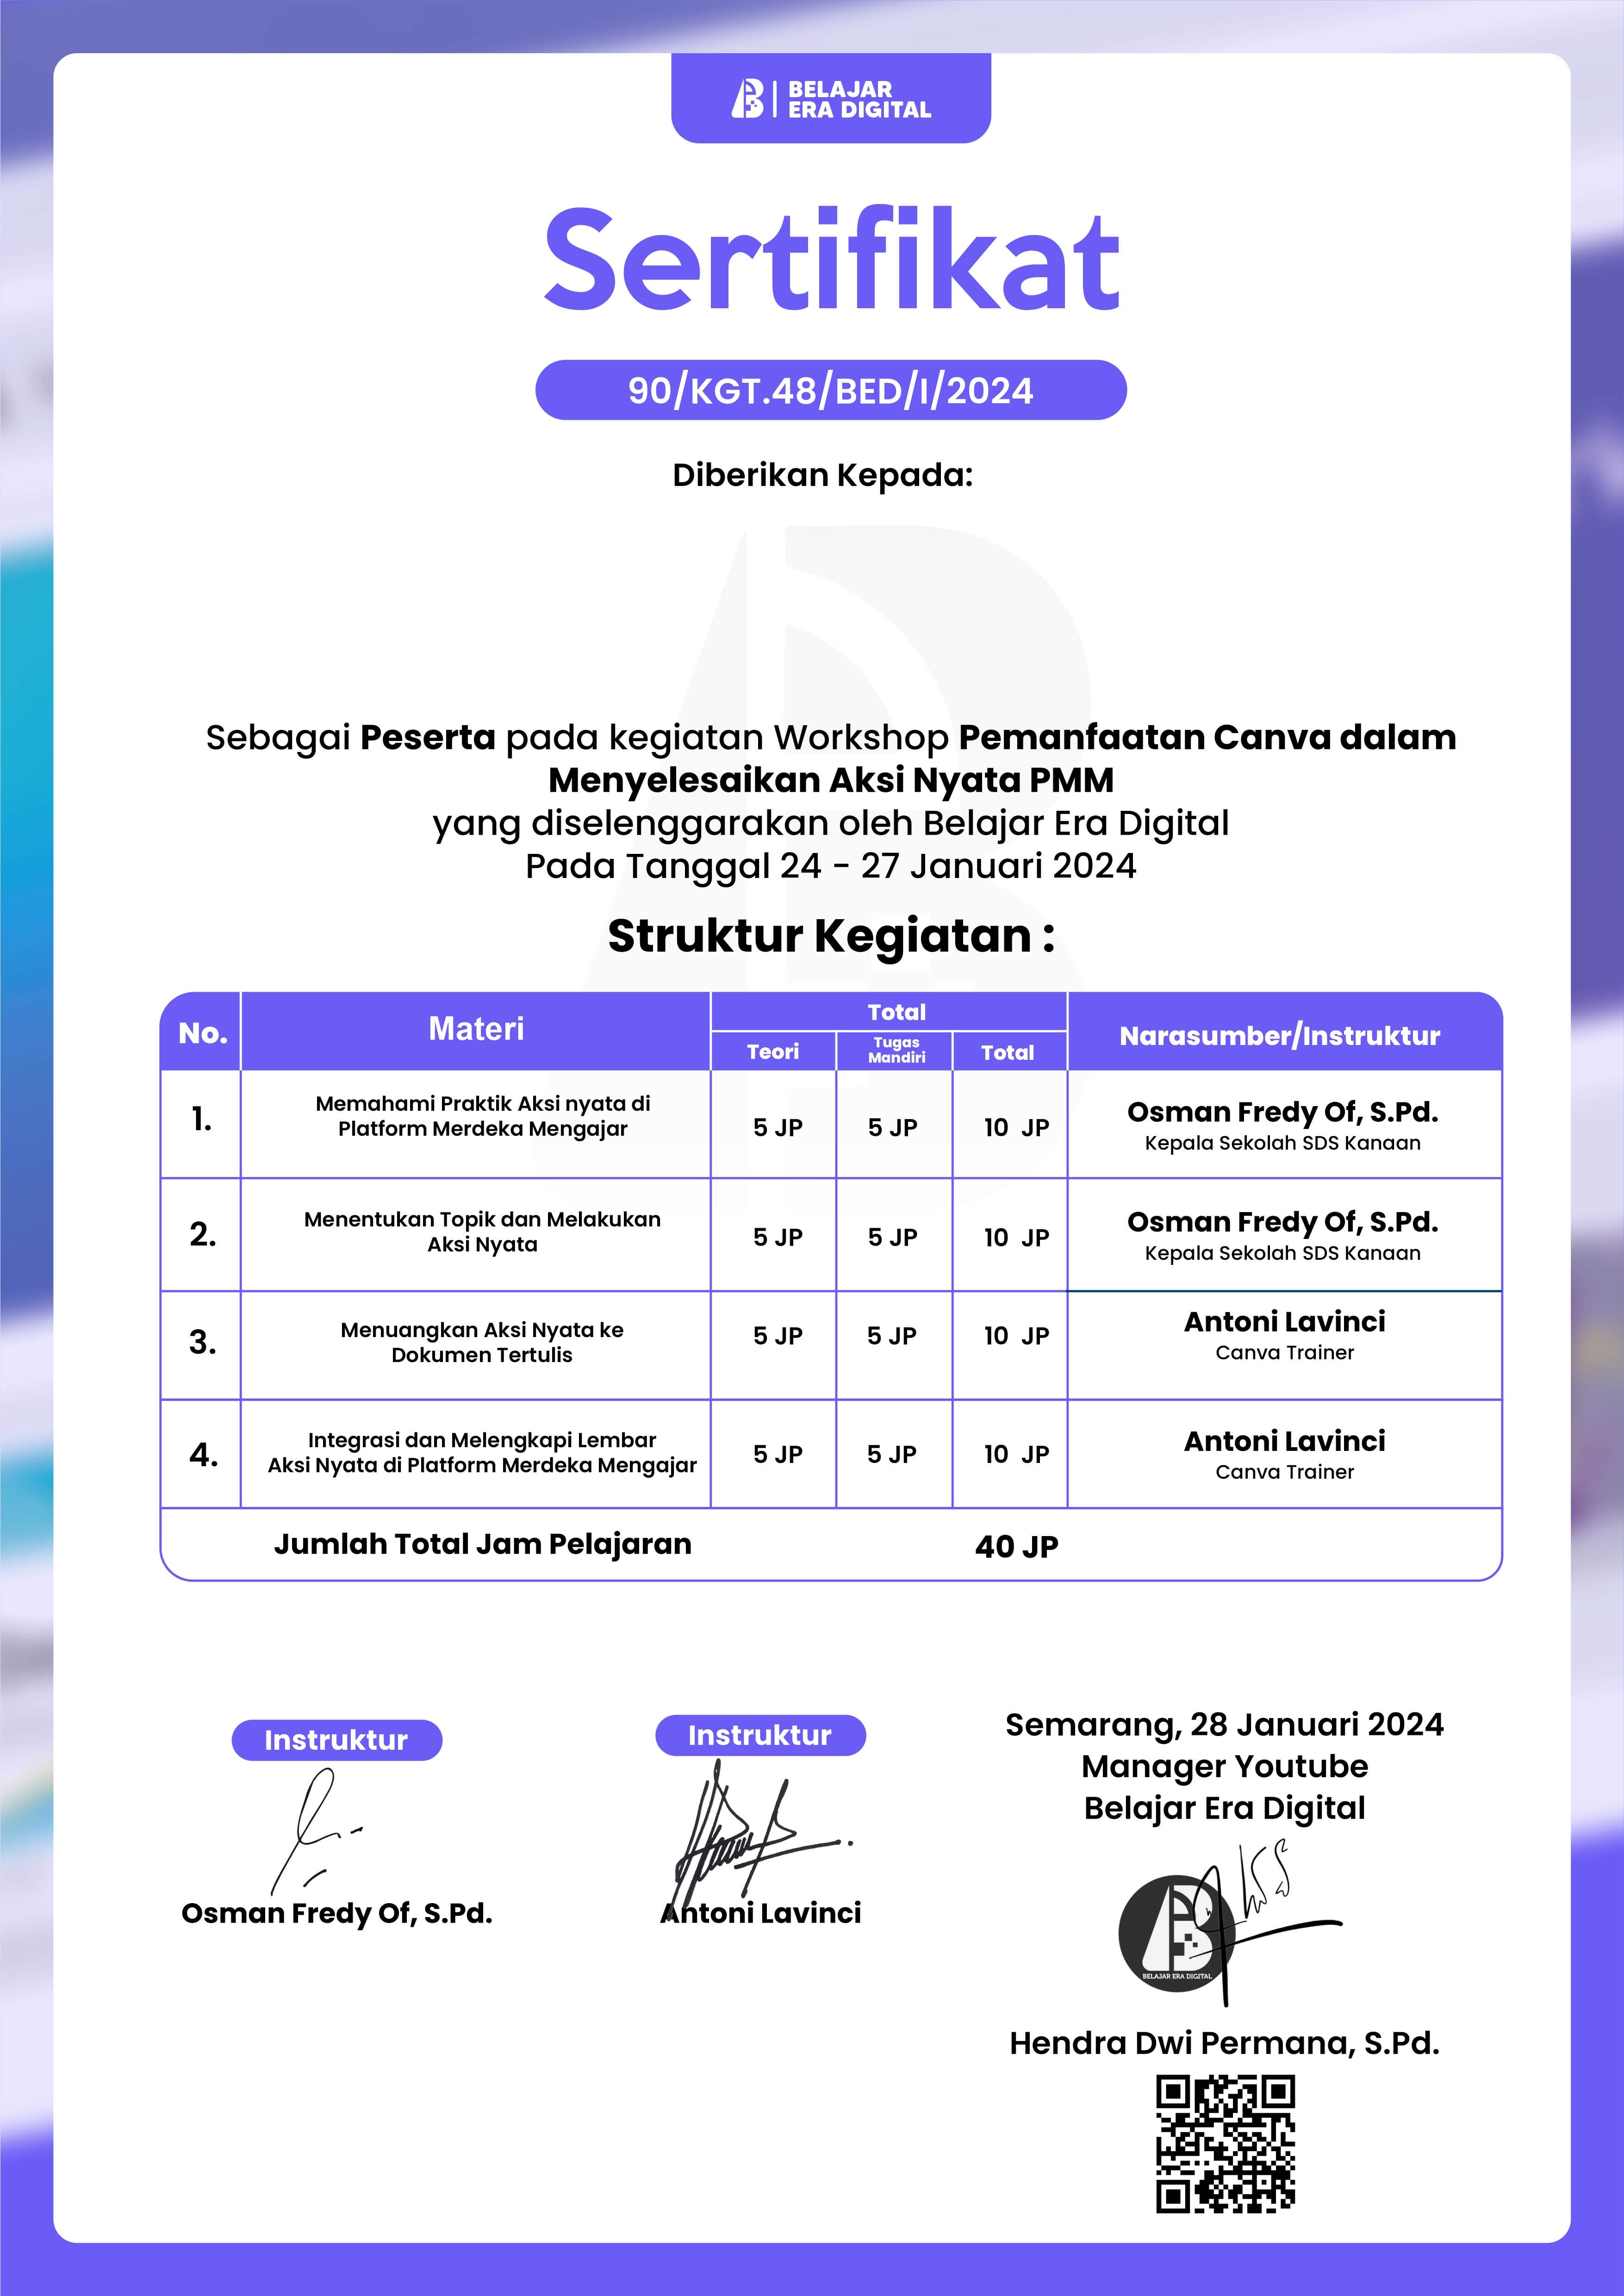 BELAJAR
ERA DIGITAL
Sertifikat
90/KGT.48/BED/I/2024
Diberikan Kepada:
Sebagai Peserta pada kegiatan Workshop Pemanfaatan Canva dalam
Menyelesaikan Aksi Nyata PMM
yang diselenggarakan oleh Belajar Era Digital
Pada Tanggal 24 - 27 Januari 2024
Struktur Kegiatan :
No. Materi Total Narasumber/Instruktur
Teori Tugas Mandiri Total
1. Memahami Praktik Aksi nyata di
Platform Merdeka Mengajar
5 JP 5 JP 10 JP
Osman Fredy Of, S.Pd.
Kepala Sekolah SDS Kanaan
2. Menentukan Topik dan Melakukan
Aksi Nyata
5 JP 5 JP 10 JP
Osman Fredy Of, S.Pd.
Kepala Sekolah SDS Kanaan
3. Menuangkan Aksi Nyata ke
Dokumen Tertulis
5 JP 5 JP 10 JP
Antoni Lavinci
Canva Trainer
4. Integrasi dan Melengkapi Lembar
Aksi Nyata di Platform Merdeka Mengajar
5 JP 5 JP 10 JP
Antoni Lavinci
Canva Trainer
Jumlah Total Jam Pelajaran 40 JP
Instruktur
Osman Fredy Of, S.Pd.
Instruktur
Antoni Lavinci
Semarang, 28 Januari 2024
Manager Youtube
Belajar Era Digital
BELAJAR ERA DIGITAL
Hendra Dwi Permana, S.Pd.